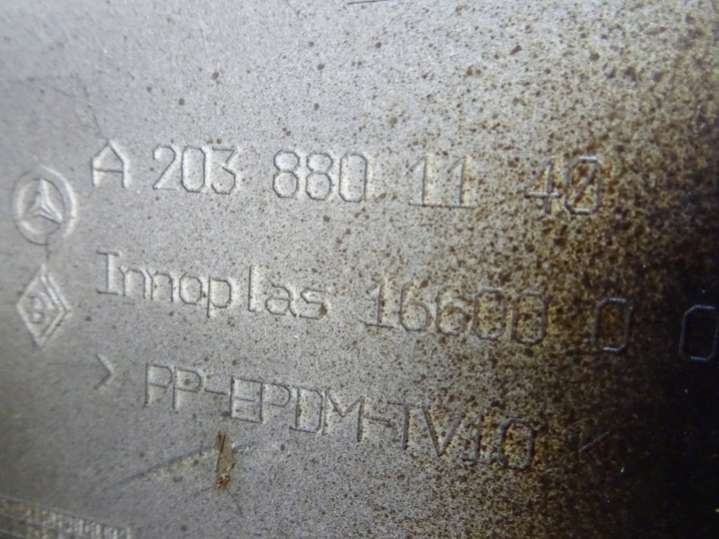 A 203 880 11 40
Innoplas 16600 0 0
> PP-EPDM-TV10 <